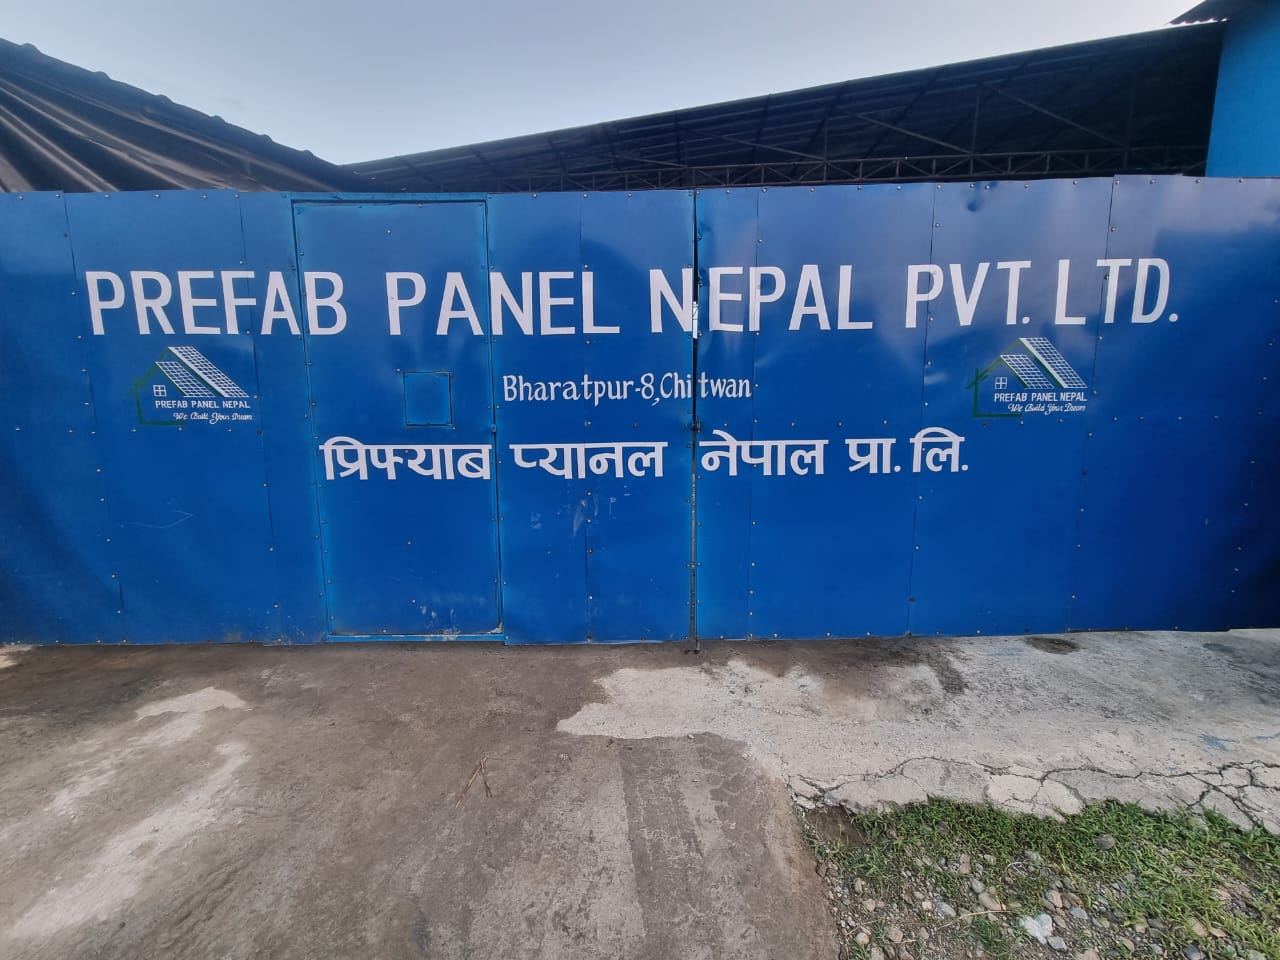 PREFAB PANEL NEPAL PVT. LTD.
Bharatpur-8,Chitwan
PREFAB PANEL NEPAL
We Build Your Dream
PREFAB PANEL NEPAL
We Build Your Dream
प्रिफ्याब प्यानल नेपाल प्रा. लि.